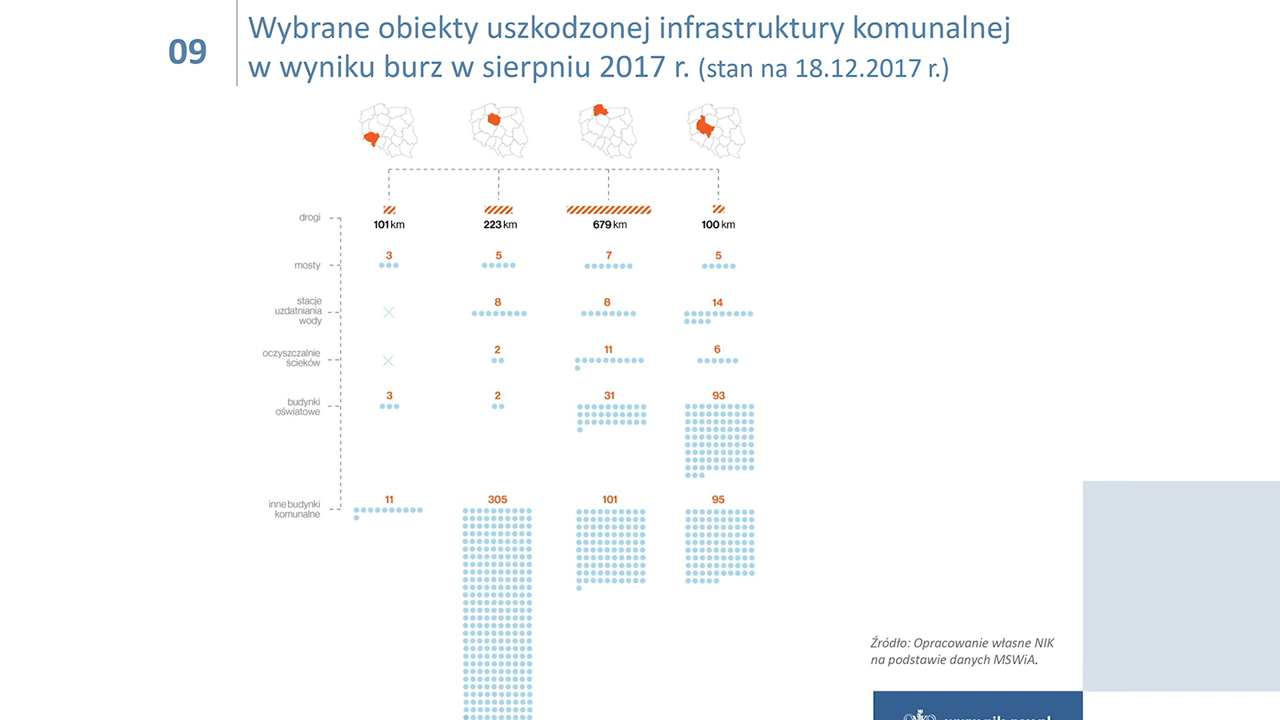 09
Wybrane obiekty uszkodzonej infrastruktury komunalnej
w wyniku burz w sierpniu 2017 r. (stan na 18.12.2017 r.)
drogi
101 km
223 km
679 km
100 km
mosty
3
5
7
5
stacje
uzdatniania
wody
8
8
14
oczyszczalnie
ścieków
2
11
6
budynki
oświatowe
3
2
31
93
inne budynki
komunalne
11
305
101
95
Źródło: Opracowanie własne NIK
na podstawie danych MSWiA.